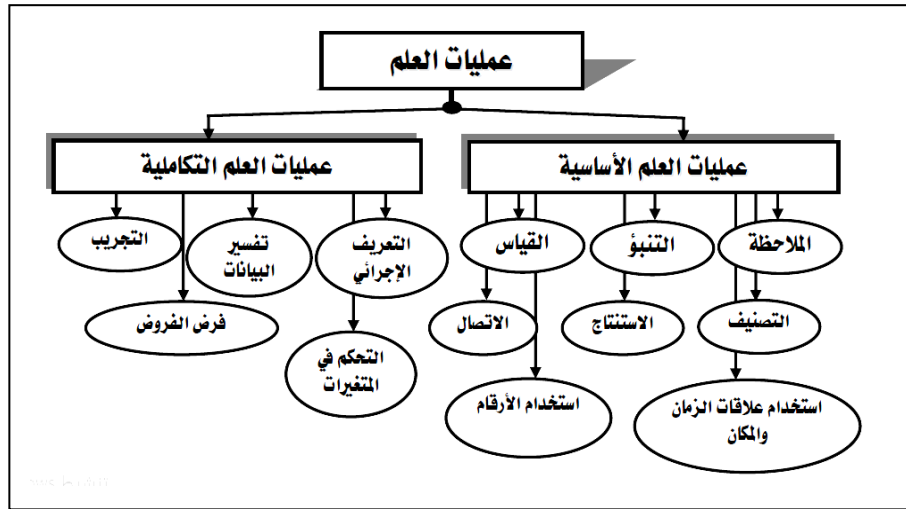 عمليات العلم
عمليات العلم الأساسية
عمليات العلم التكاملية
الملاحظة
التنبؤ
القياس
التعريف
الإجرائي
تفسير
البيانات
التجريب
التصنيف
الاستنتاج
الاتصال
فرض الفروض
التحكم في
المتغيرات
استخدام علاقات الزمان
والمكان
استخدام الأرقام